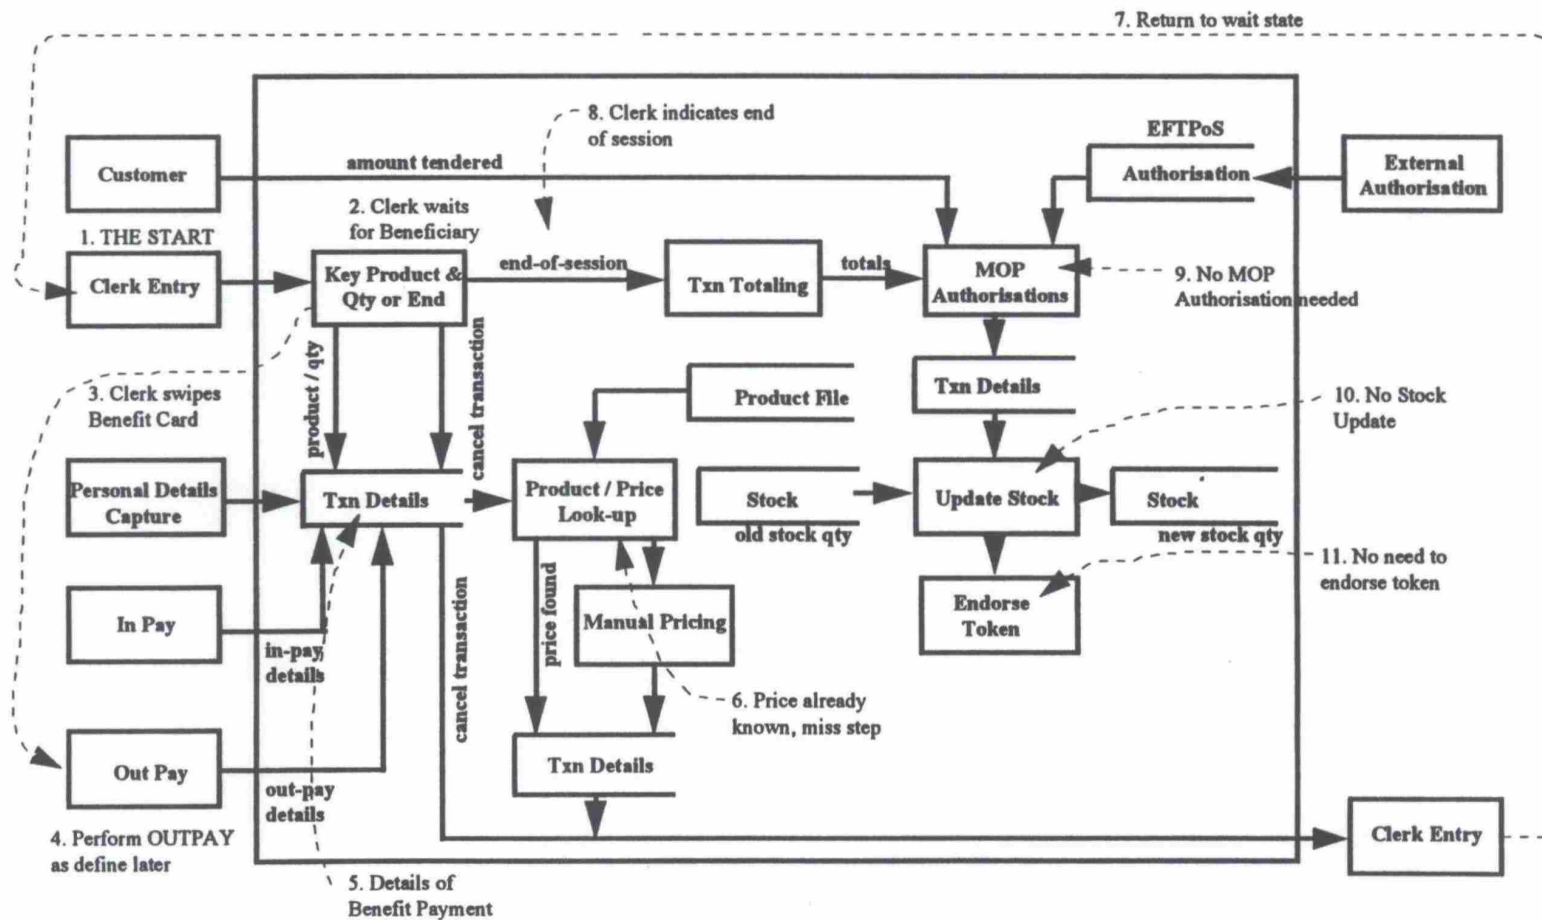 7. Return to wait state
8. Clerk indicates end
of session
EFTPoS
Customer
amount tendered
Authorisation
External
Authorisation
2. Clerk waits
for Beneficiary
1. THE START
Clerk Entry
Key Product &
Qty or End
end-of-session
Txn Totaling
totals
MOP
Authorisations
9. No MOP
Authorisation needed
3. Clerk swipes
Benefit Card
product / qty
cancel transaction
Product File
Txn Details
10. No Stock
Update
Personal Details
Capture
Txn Details
Product / Price
Look-up
Stock
old stock qty
Update Stock
Stock
new stock qty
11. No need to
endorse token
In Pay
in-pay
details
cancel transaction
price found
Manual Pricing
Endorse
Token
6. Price already
known, miss step
Out Pay
out-pay
details
Txn Details
4. Perform OUTPAY
as define later
Clerk Entry
5. Details of
Benefit Payment